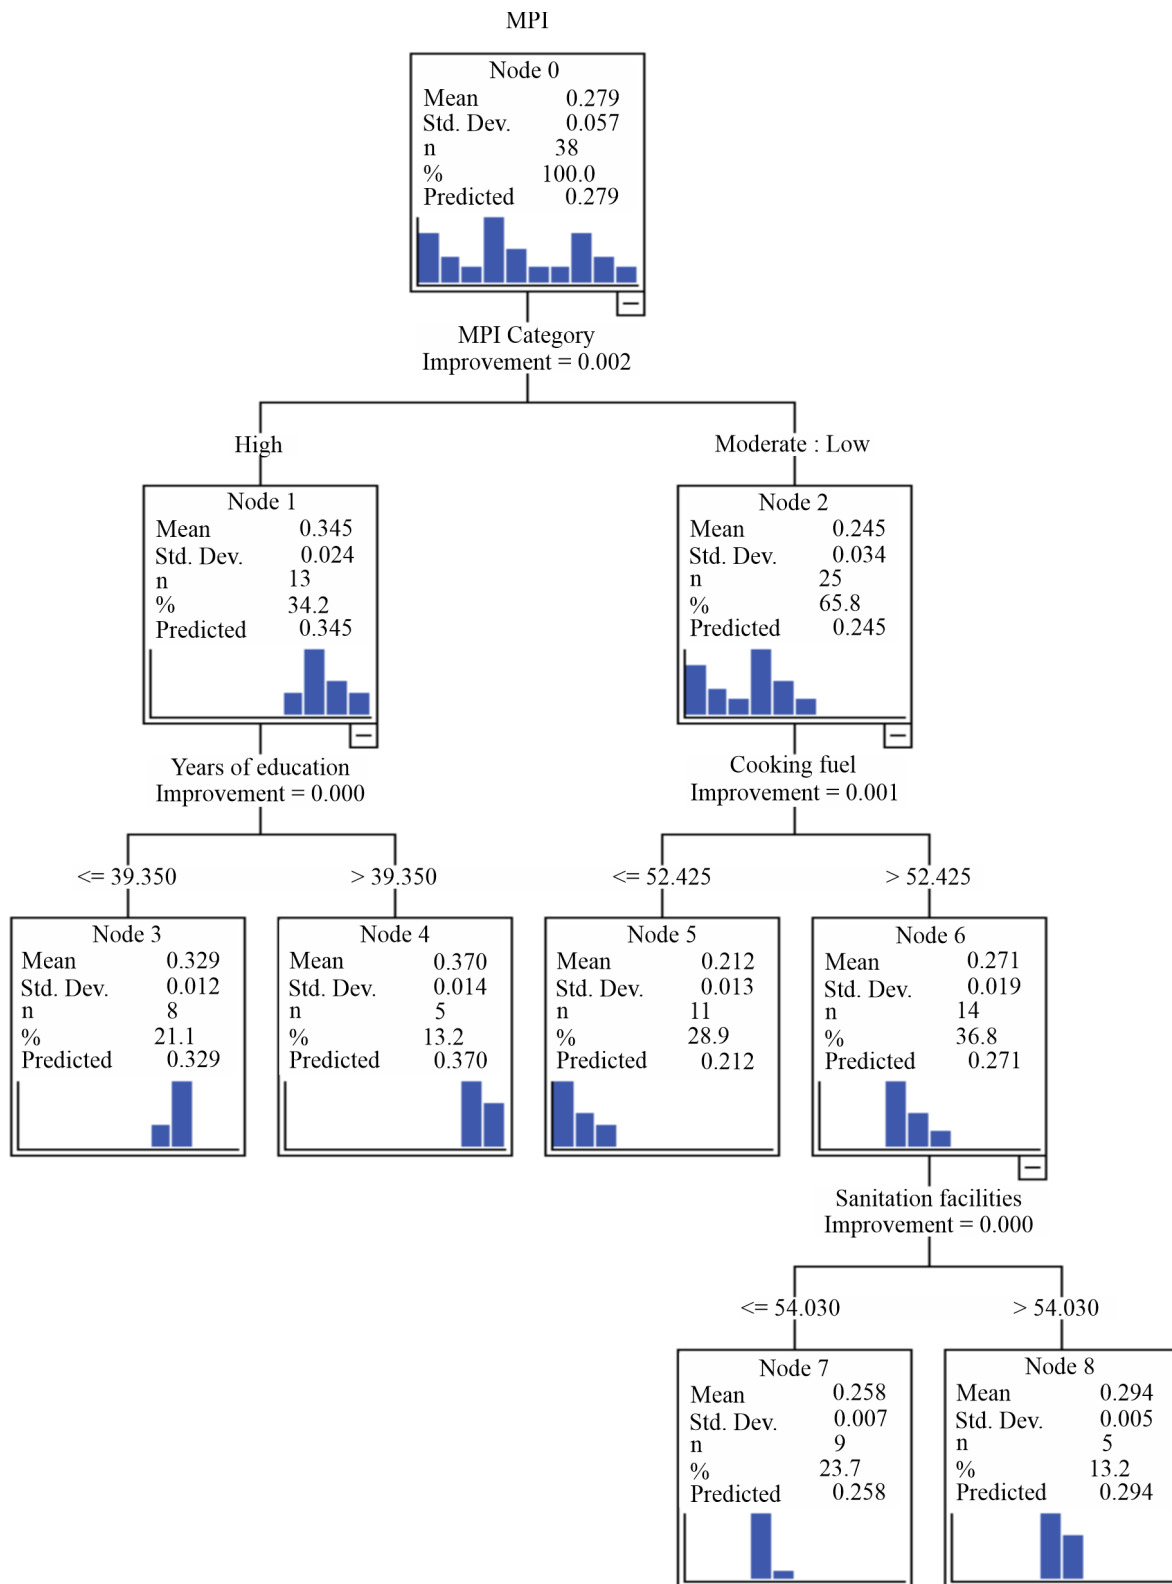 MPI
Node 0
Mean 0.279
Std. Dev. 0.057
n 38
% 100.0
Predicted 0.279
MPI Category
Improvement = 0.002
High
Moderate : Low
Node 1
Mean 0.345
Std. Dev. 0.024
n 13
% 34.2
Predicted 0.345
Node 2
Mean 0.245
Std. Dev. 0.034
n 25
% 65.8
Predicted 0.245
Years of education
Improvement = 0.000
Cooking fuel
Improvement = 0.001
<= 39.350
> 39.350
<= 52.425
> 52.425
Node 3
Mean 0.329
Std. Dev. 0.012
n 8
% 21.1
Predicted 0.329
Node 4
Mean 0.370
Std. Dev. 0.014
n 5
% 13.2
Predicted 0.370
Node 5
Mean 0.212
Std. Dev. 0.013
n 11
% 28.9
Predicted 0.212
Node 6
Mean 0.271
Std. Dev. 0.019
n 14
% 36.8
Predicted 0.271
Sanitation facilities
Improvement = 0.000
<= 54.030
> 54.030
Node 7
Mean 0.258
Std. Dev. 0.007
n 9
% 23.7
Predicted 0.258
Node 8
Mean 0.294
Std. Dev. 0.005
n 5
% 13.2
Predicted 0.294